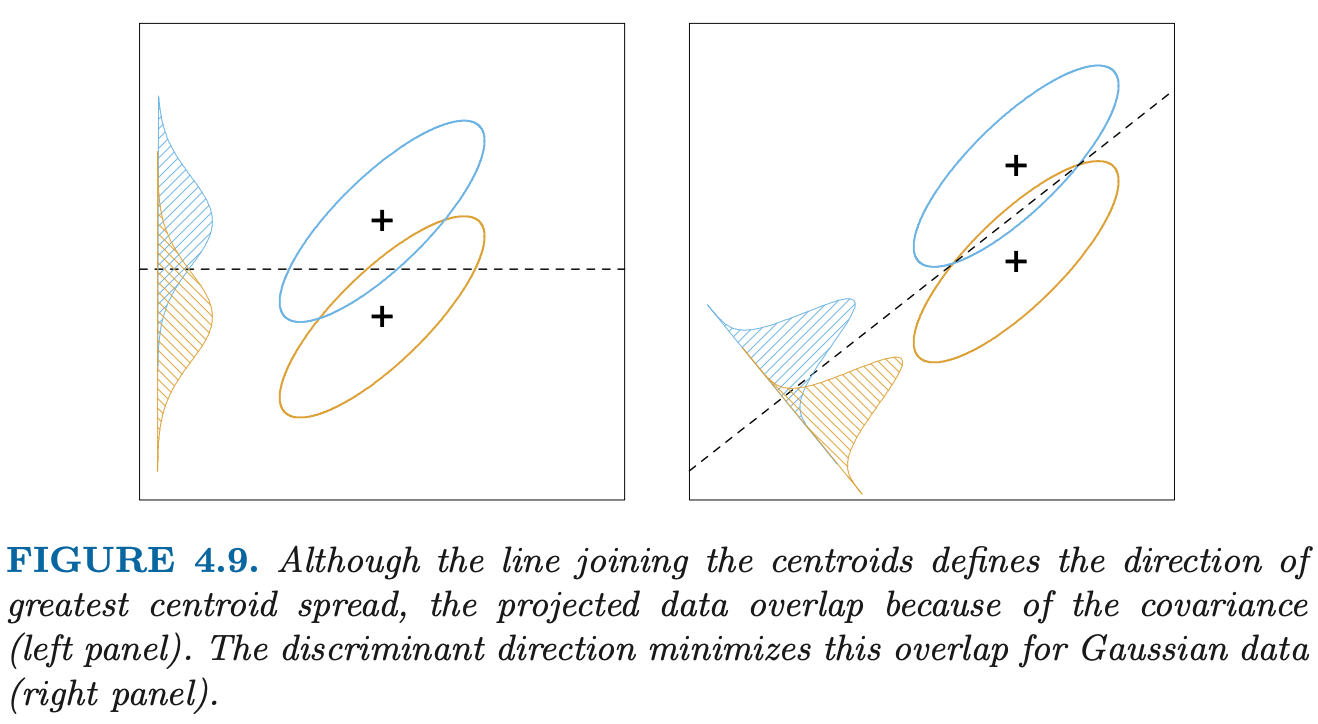 FIGURE 4.9. Although the line joining the centroids defines the direction of
greatest centroid spread, the projected data overlap because of the covariance
(left panel). The discriminant direction minimizes this overlap for Gaussian data
(right panel).